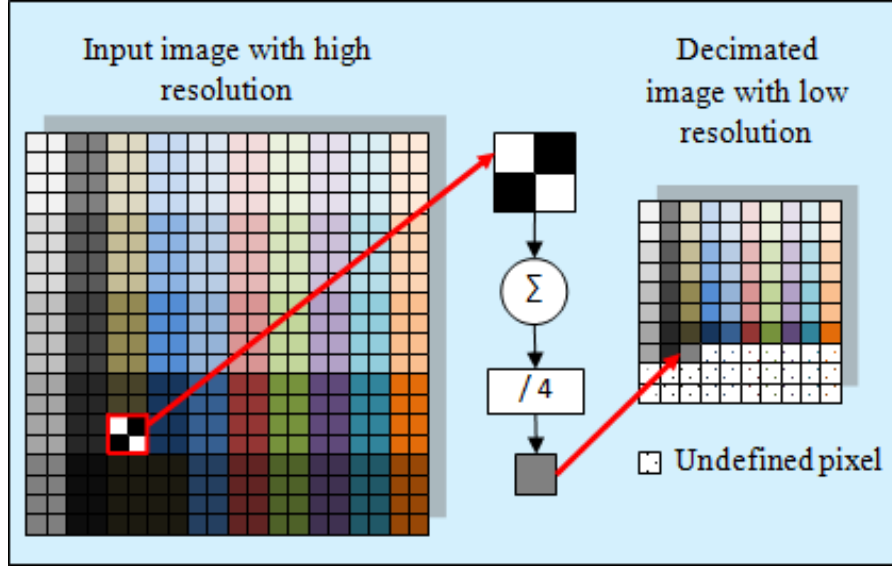 Input image with high
resolution
Decimated
image with low
resolution
Σ
/ 4
Undefined pixel